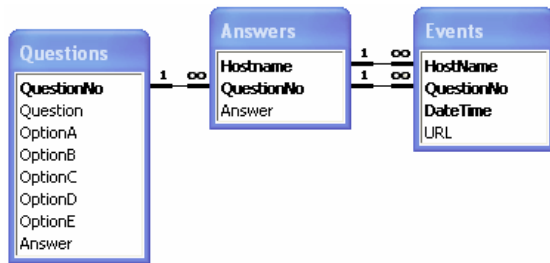 Questions
QuestionNo
Question
OptionA
OptionB
OptionC
OptionD
OptionE
Answer
1 ∞
Answers
Hostname
QuestionNo
Answer
1 ∞
1 ∞
Events
HostName
QuestionNo
DateTime
URL